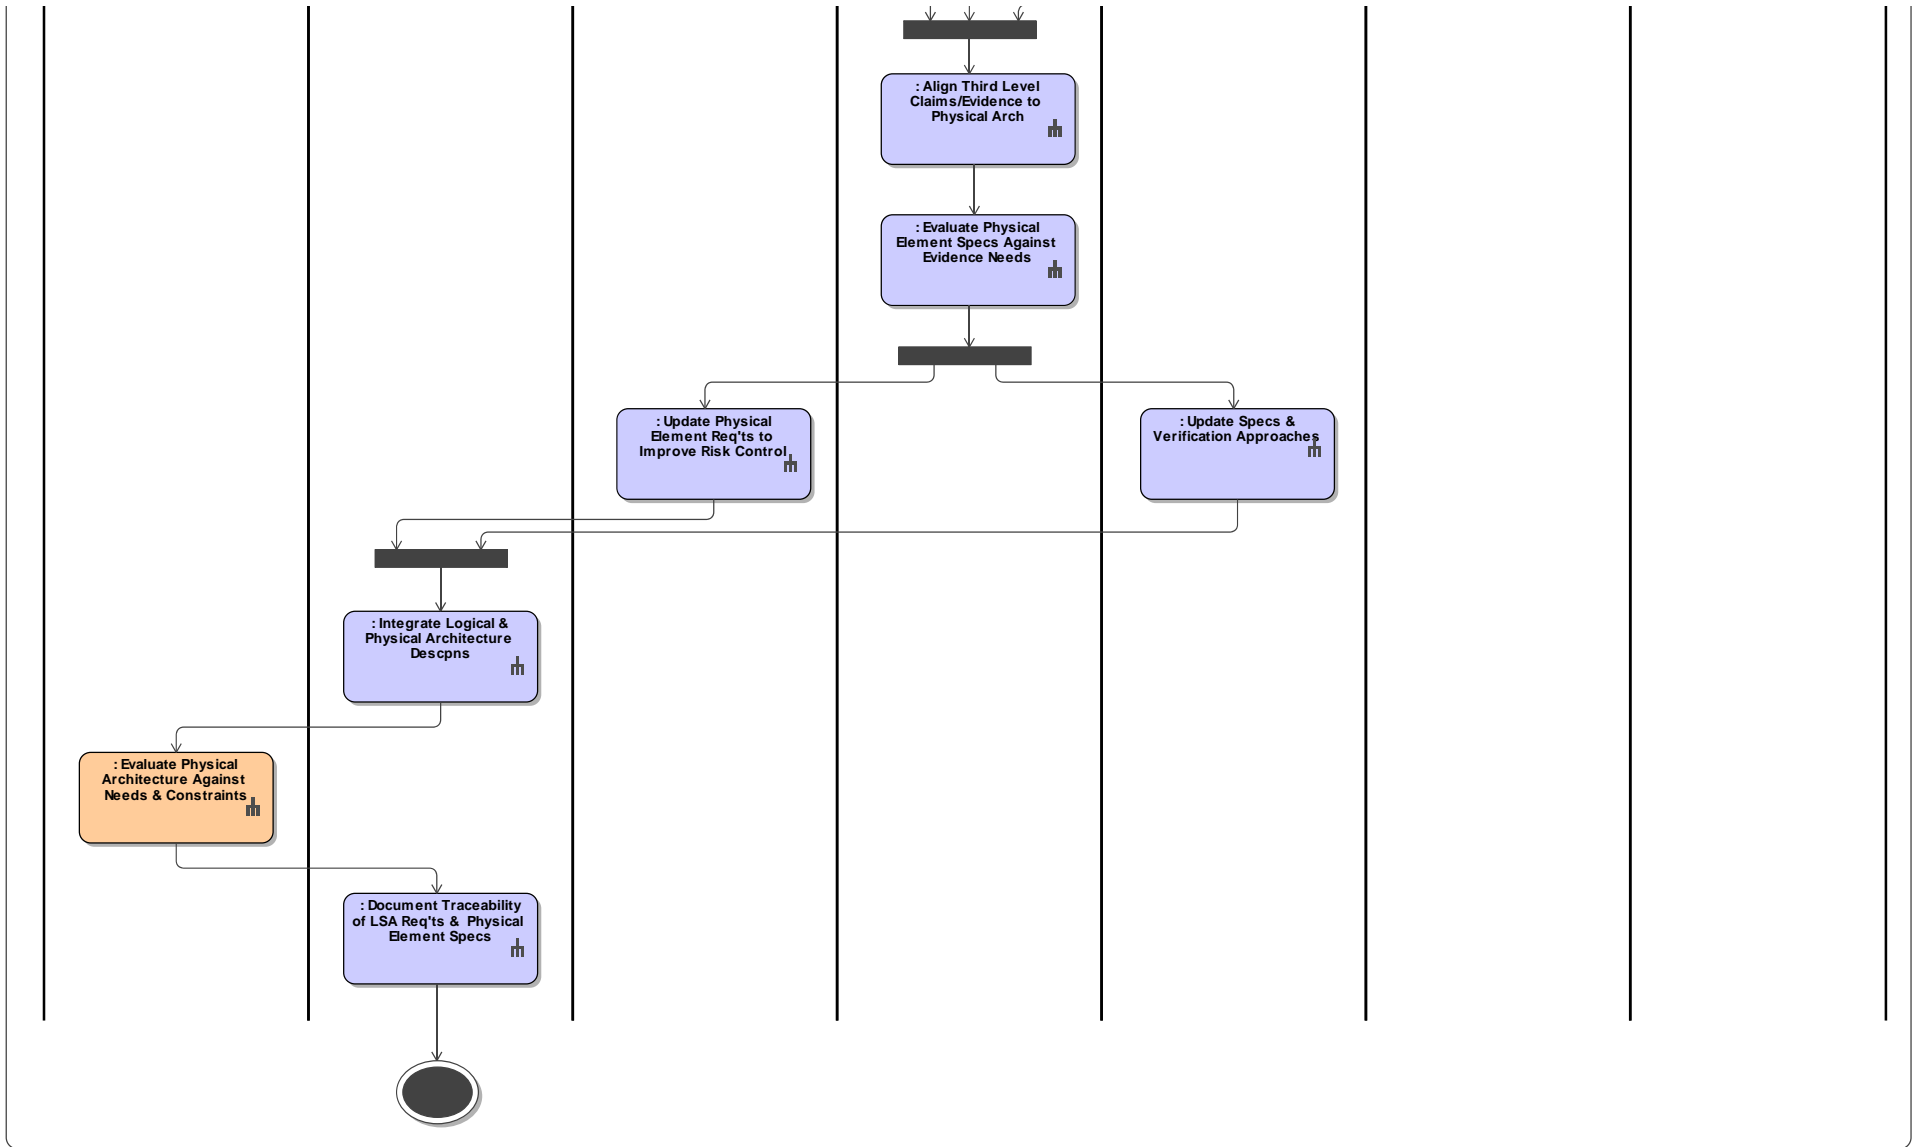 : Align Third Level
Claims/Evidence to
Physical Arch
: Evaluate Physical
Element Specs Against
Evidence Needs
: Update Physical
Element Req'ts to
Improve Risk Control
: Update Specs &
Verification Approaches
: Integrate Logical &
Physical Architecture
Descpns
: Evaluate Physical
Architecture Against
Needs & Constraints
: Document Traceability
of LSA Req'ts & Physical
Element Specs